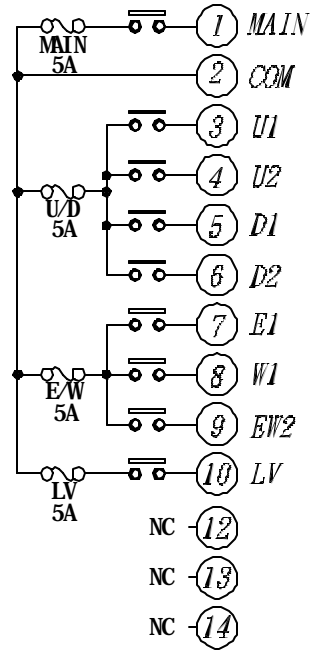 1 MAIN
MAIN
5A
2 COM
3 U1
4 U2
U/D
5A
5 D1
6 D2
7 E1
8 W1
E/W
5A
9 EW2
10 LV
LV
5A
NC 12
NC 13
NC 14